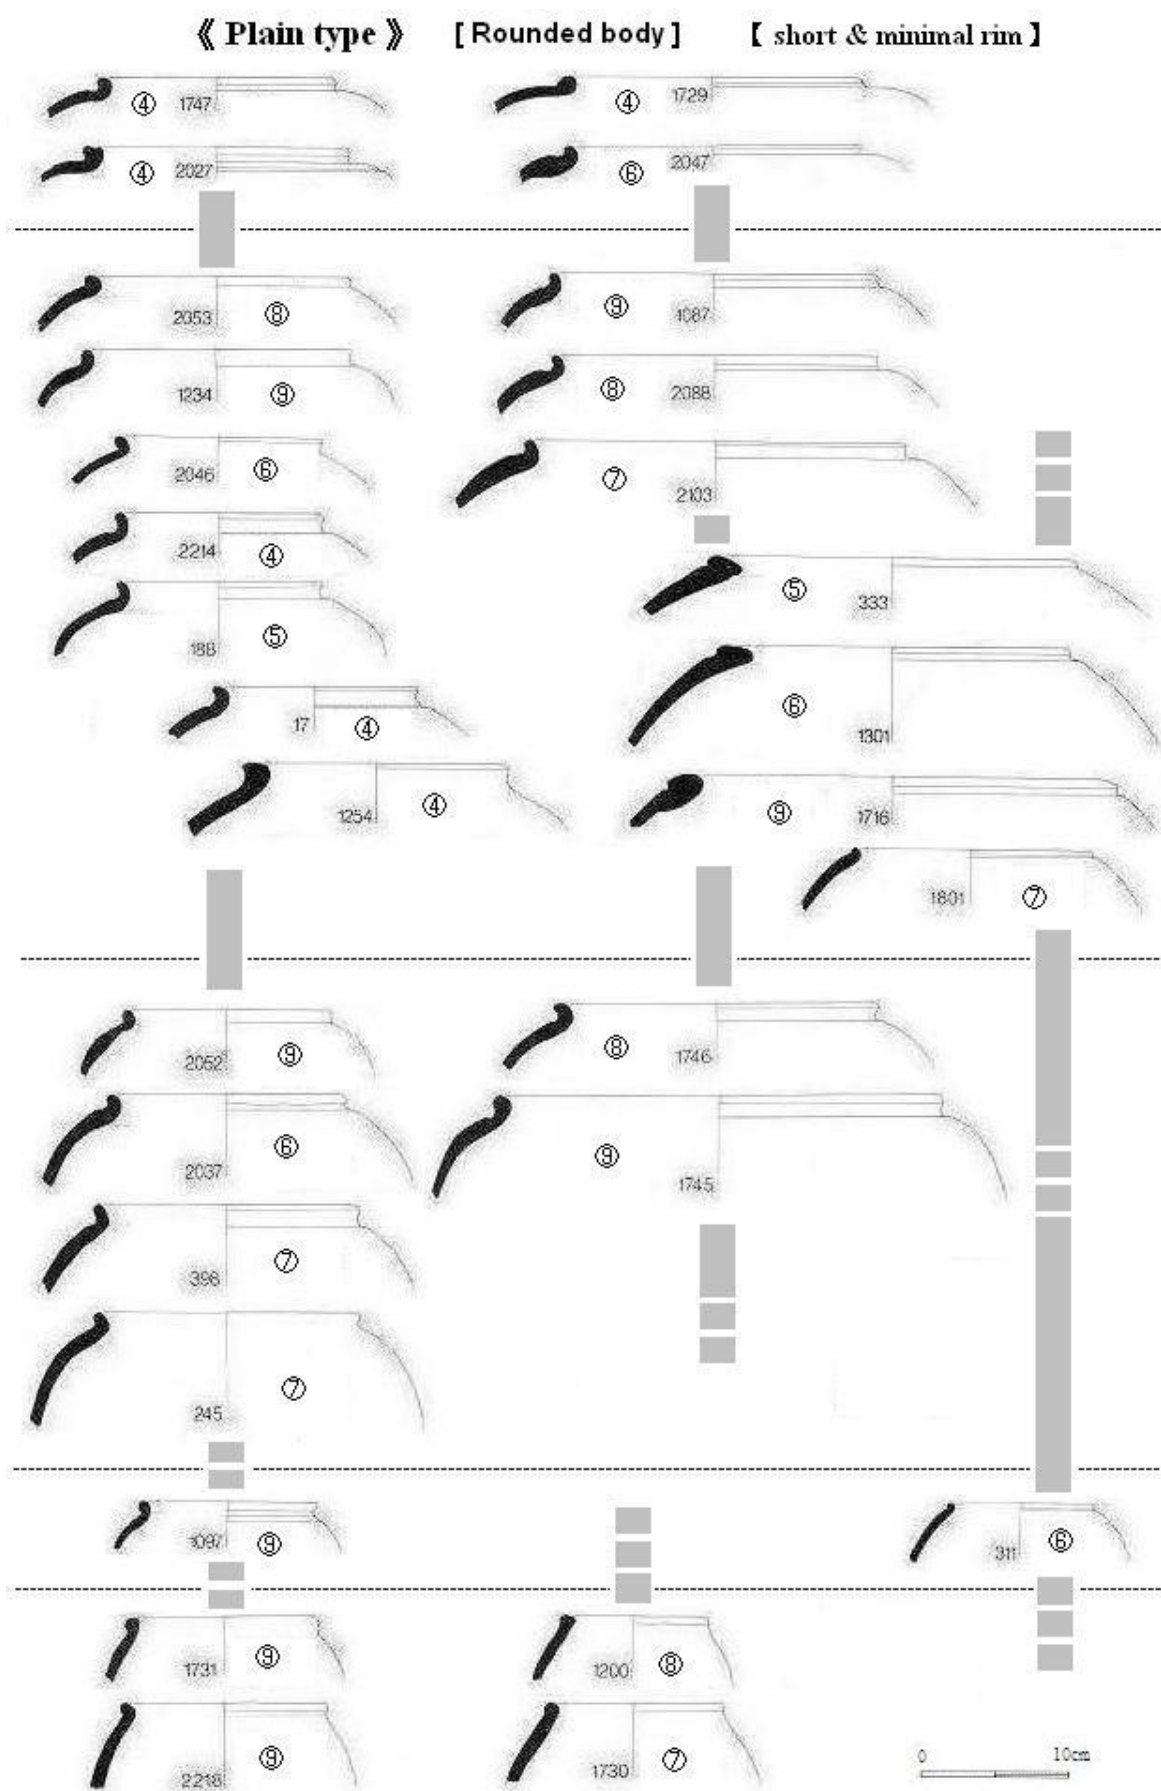 《 Plain type 》 [ Rounded body ] 【 short & minimal rim 】
④ 1747 ④ 1729
④ 2027 ⑥ 2047
2053 ⑧ ⑨ 1087
1234 ⑨ ⑧ 2088
2046 ⑥ ⑦ 2103
2214 ④
188 ⑤ ⑤ 333
17 ④ ⑥ 1301
1254 ④ ⑨ 1716
1801 ⑦
2052 ⑨ ⑧ 1746
2037 ⑥ ⑨ 1745
396 ⑦
245 ⑦
1097 ⑨ 311 ⑥
1731 ⑨ 1200 ⑧
2218 ⑨ 1730 ⑦
0 10cm